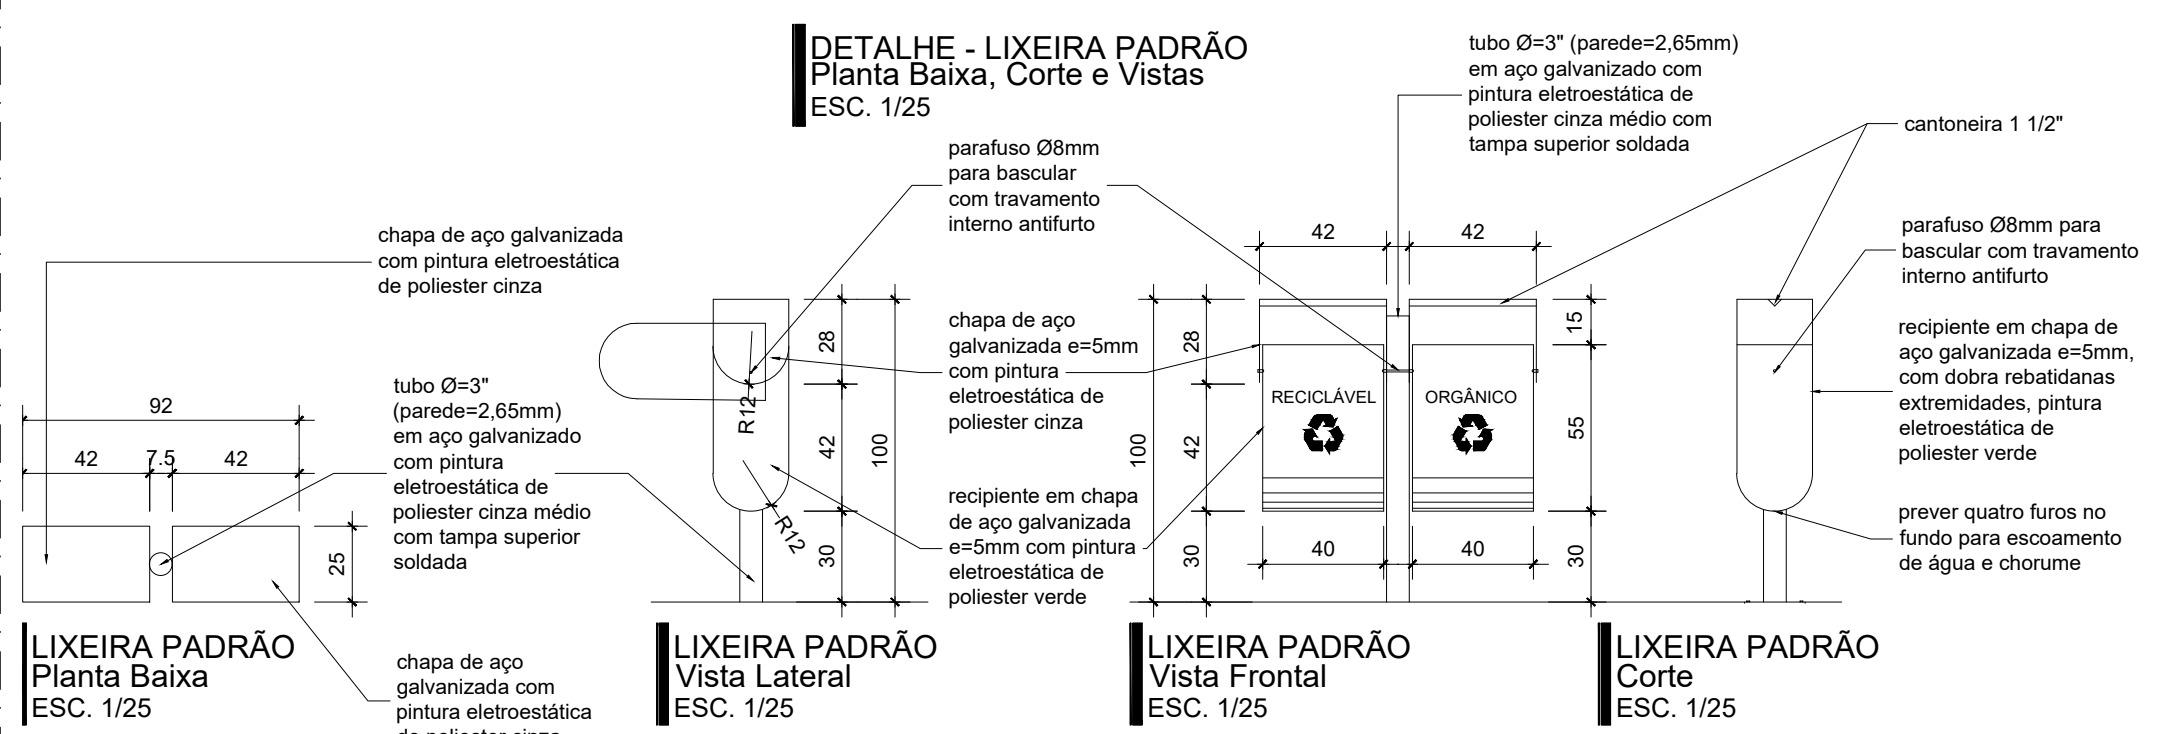 DETALHE - LIXEIRA PADRÃO
Planta Baixa, Corte e Vistas
ESC. 1/25
chapa de aço galvanizada
com pintura eletroestática
de poliester cinza
92
42
7.5
42
25
tubo Ø=3"
(parede=2,65mm)
em aço galvanizado
com pintura
eletroestática de
poliester cinza médio
com tampa superior
soldada
chapa de aço
galvanizada com
pintura eletroestática
de poliester cinza
LIXEIRA PADRÃO
Planta Baixa
ESC. 1/25
parafuso Ø8mm
para bascular
com travamento
interno antifurto
chapa de aço
galvanizada e=5mm
com pintura
eletroestática de
poliester cinza
recipiente em chapa
de aço galvanizada
e=5mm com pintura
eletroestática de
poliester verde
R12
R12
28
42
30
100
LIXEIRA PADRÃO
Vista Lateral
ESC. 1/25
tubo Ø=3" (parede=2,65mm)
em aço galvanizado com
pintura eletroestática de
poliester cinza médio com
tampa superior soldada
42
42
100
28
42
30
RECICLÁVEL
ORGÂNICO
40
40
15
55
30
LIXEIRA PADRÃO
Vista Frontal
ESC. 1/25
cantoneira 1 1/2"
parafuso Ø8mm para
bascular com travamento
interno antifurto
recipiente em chapa de
aço galvanizada e=5mm,
com dobra rebatidanas
extremidades, pintura
eletroestática de
poliester verde
prever quatro furos no
fundo para escoamento
de água e chorume
LIXEIRA PADRÃO
Corte
ESC. 1/25